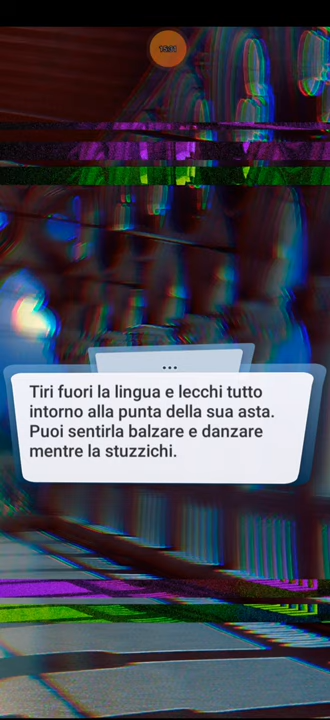 ...
Tiri fuori la lingua e lecchi tutto
intorno alla punta della sua asta.
Puoi sentirla balzare e danzare
mentre la stuzzichi.